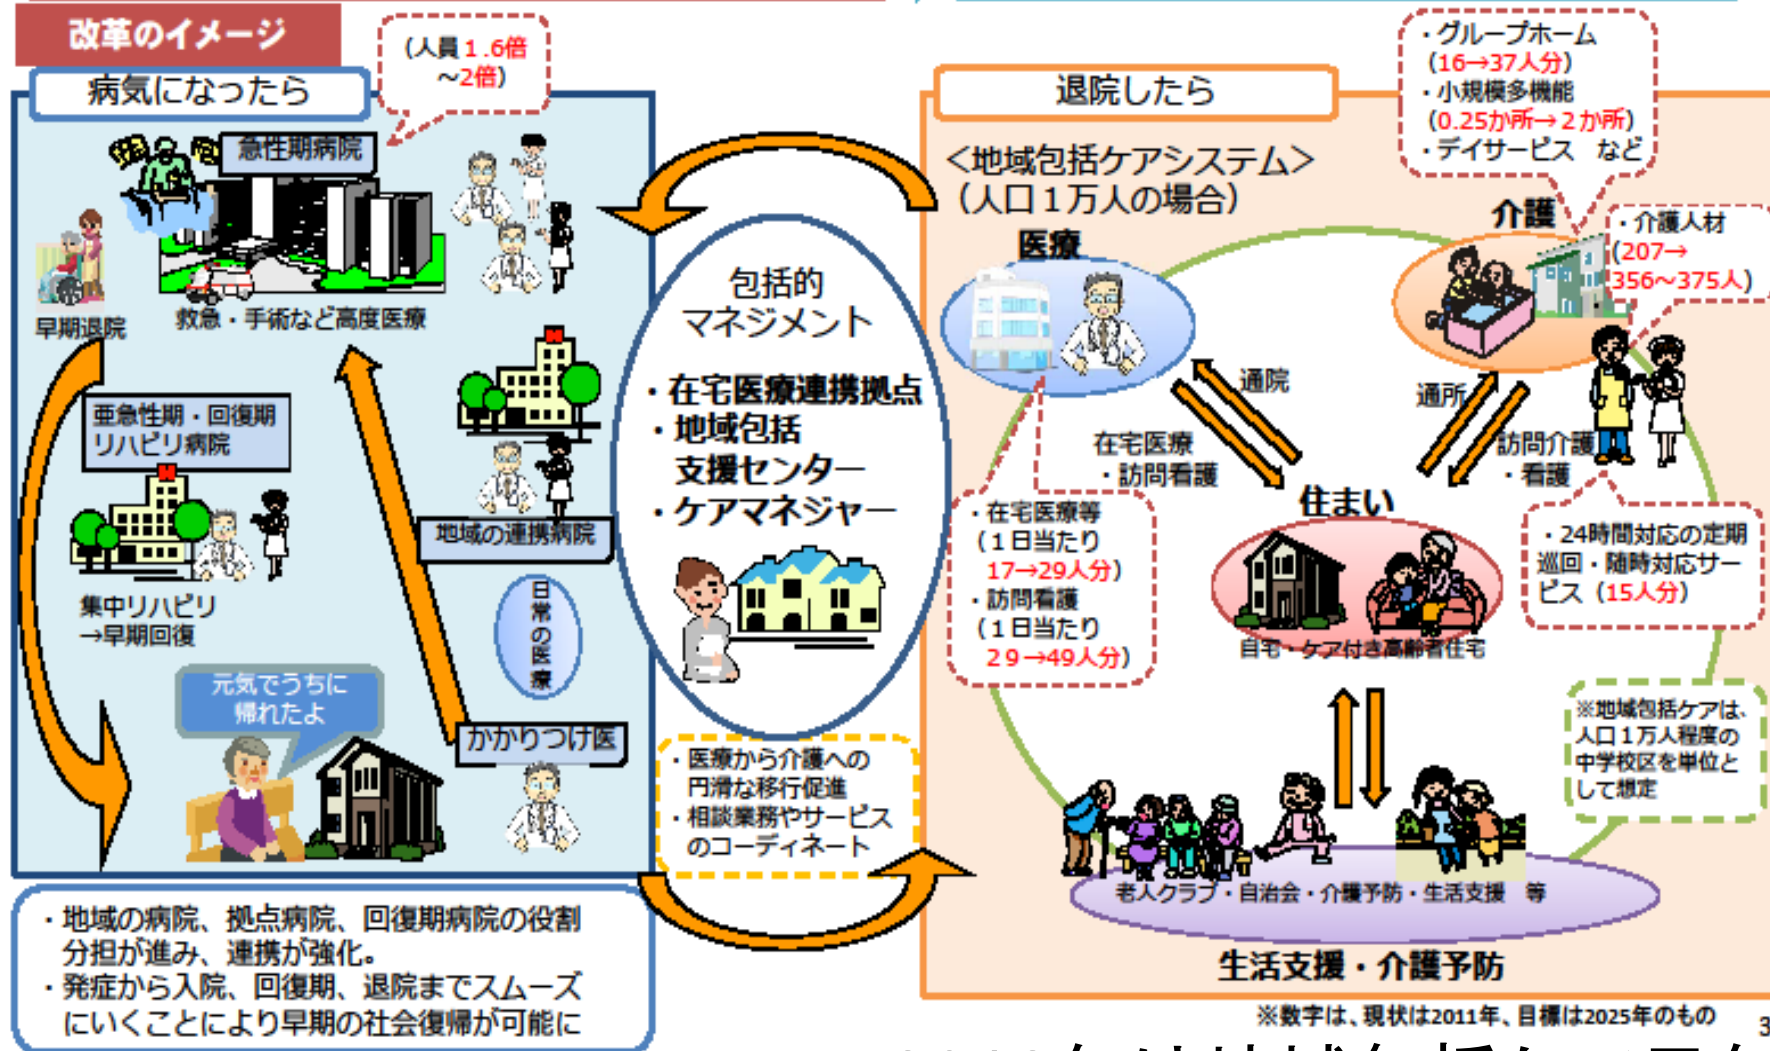 改革のイメージ
(人員1.6倍
~2倍)
病気になったら
急性期病院
早期退院
救急・手術など高度医療
亜急性期・回復期
リハビリ病院
集中リハビリ
→早期回復
地域の連携病院
日常の医療
元気でうちに
帰れたよ
かかりつけ医
・地域の病院、拠点病院、回復期病院の役割
分担が進み、連携が強化。
・発症から入院、回復期、退院までスムーズ
にいくことにより早期の社会復帰が可能に
包括的
マネジメント
・在宅医療連携拠点
・地域包括
支援センター
・ケアマネジャー
・医療から介護への
円滑な移行促進
・相談業務やサービス
のコーディネート
退院したら
<地域包括ケアシステム>
(人口1万人の場合)
・グループホーム
(16→37人分)
・小規模多機能
(0.25か所→2か所)
・デイサービス など
医療
介護
・介護人材
(207→
356~375人)
通院
在宅医療
・訪問看護
通所
訪問介護
・看護
・在宅医療等
(1日当たり
17→29人分)
・訪問看護
(1日当たり
29→49人分)
住まい
自宅・ケア付き高齢者住宅
・24時間対応の定期
巡回・随時対応サー
ビス(15人分)
※地域包括ケアは、
人口1万人程度の
中学校区を単位と
して想定
老人クラブ・自治会・介護予防・生活支援 等
生活支援・介護予防
※数字は、現状は2011年、目標は2025年のもの
3